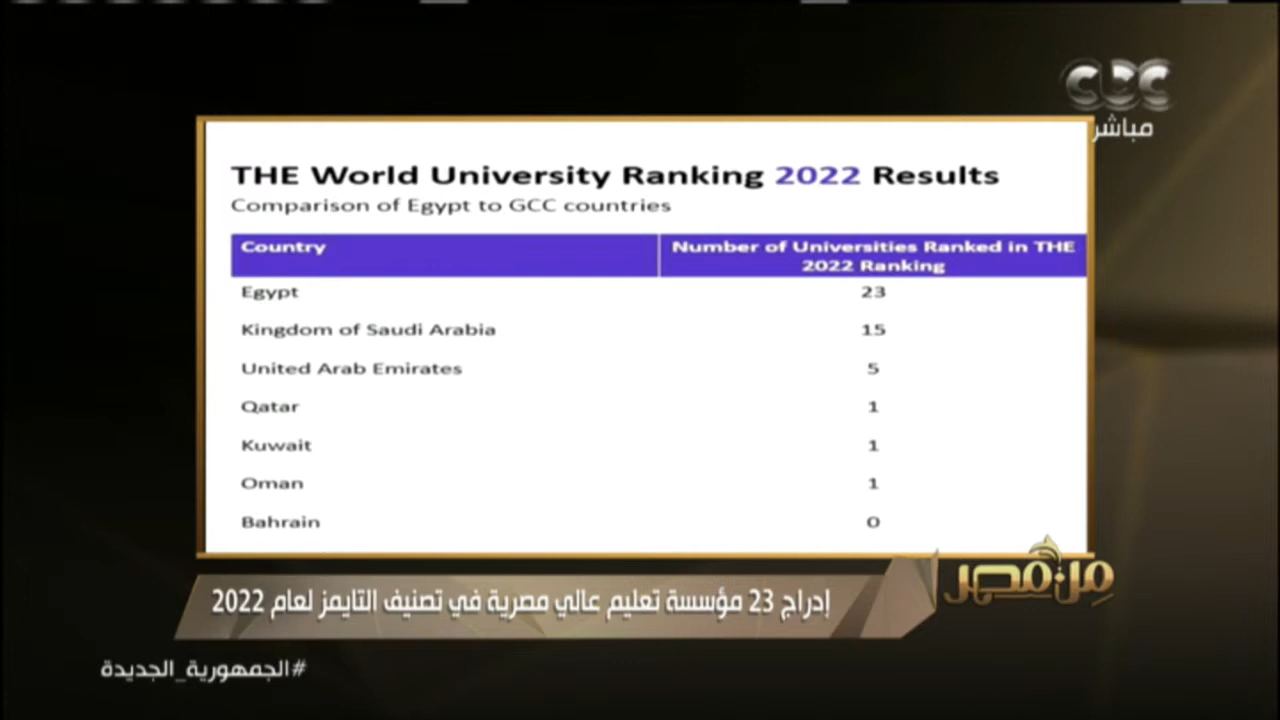 CBC
مباشر
THE World University Ranking 2022 Results
Comparison of Egypt to GCC countries
Country Number of Universities Ranked in THE 2022 Ranking
Egypt 23
Kingdom of Saudi Arabia 15
United Arab Emirates 5
Qatar 1
Kuwait 1
Oman 1
Bahrain 0
من مصر
إدراج 23 مؤسسة تعليم عالي مصرية في تصنيف التايمز لعام 2022
#الجمهورية_الجديدة